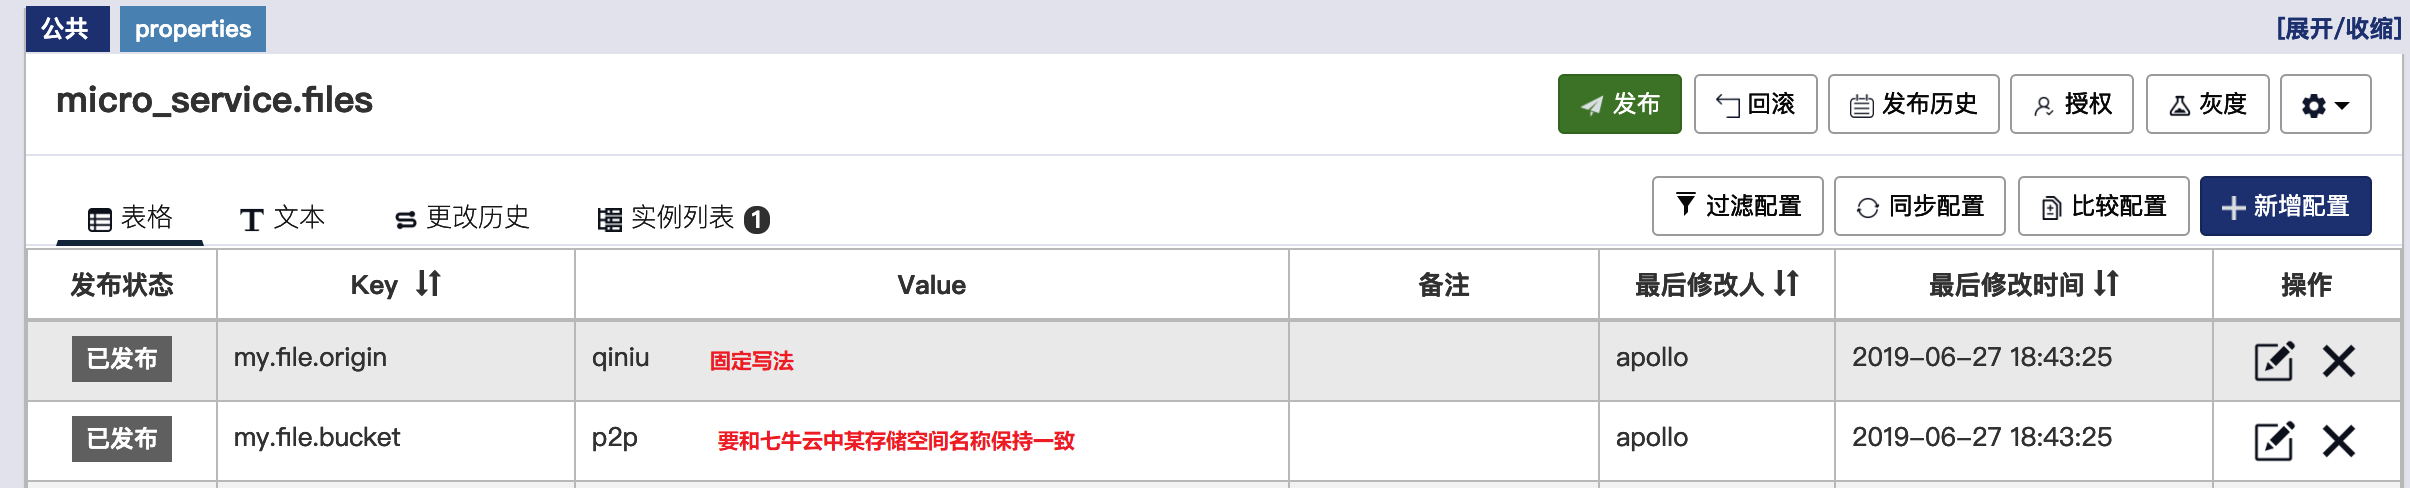 公共 properties [展开/收缩]
micro_service.files 发布 回滚 发布历史 授权 灰度
表格 文本 更改历史 实例列表 1 过滤配置 同步配置 比较配置 新增配置
发布状态 Key Value 备注 最后修改人 最后修改时间 操作
已发布 my.file.origin qiniu 固定写法 apollo 2019-06-27 18:43:25
已发布 my.file.bucket p2p 要和七牛云中某存储空间名称保持一致 apollo 2019-06-27 18:43:25